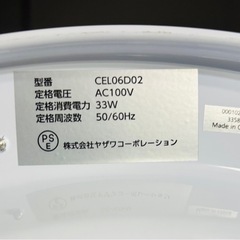 型番 CEL06D02
定格電圧 AC100V
定格消費電力 33W
定格周波数 50/60Hz
PSE 株式会社ヤザワコーポレーション
000102
3358
Made in C